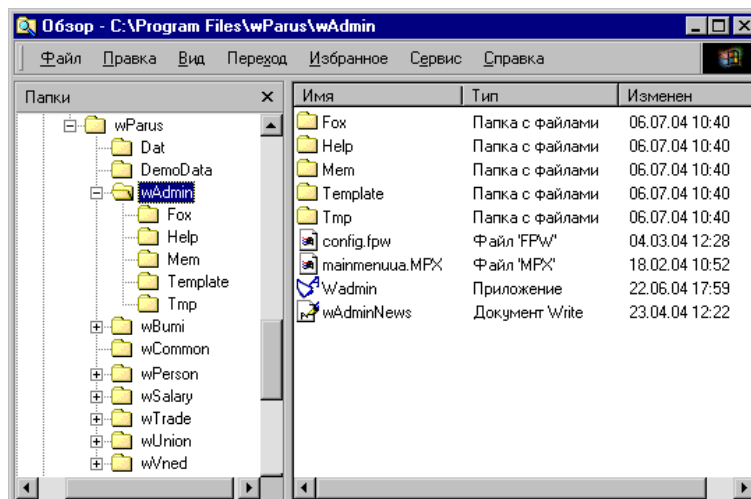 Обзор - C:\Program Files\wParus\wAdmin
Файл Правка Вид Переход Избранное Сервис Справка
Папки
wParus
Dat
DemoData
wAdmin
Fox
Help
Mem
Template
Tmp
wBumi
wCommon
wPerson
wSalary
wTrade
wUnion
wVned
Имя Тип Изменен
Fox Папка с файлами 06.07.04 10:40
Help Папка с файлами 06.07.04 10:40
Mem Папка с файлами 06.07.04 10:40
Template Папка с файлами 06.07.04 10:40
Tmp Папка с файлами 06.07.04 10:40
config.fpw Файл 'FPW' 04.03.04 12:28
mainmenuua.MPX Файл 'MPX' 18.02.04 10:52
Wadmin Приложение 22.06.04 17:59
wAdminNews Документ Write 23.04.04 12:22